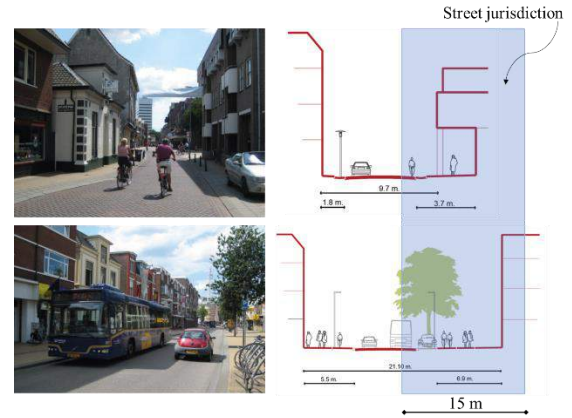 Street jurisdiction
9.7 m.
1.8 m.
3.7 m.
21.10 m.
5.5 m.
6.9 m.
15 m